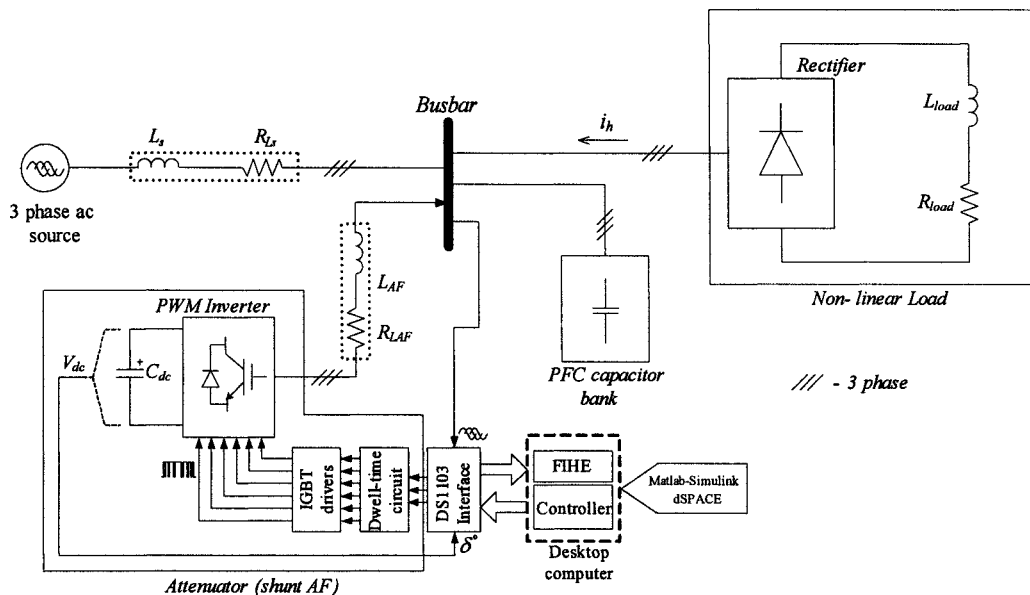 Rectifier
L_load
R_load
Non- linear Load
Busbar
i_h
L_s
R_Ls
3 phase ac
source
L_AF
R_LAF
PWM Inverter
V_dc
+
C_dc
PFC capacitor
bank
/// - 3 phase
IGBT
drivers
Dwell-time
circuit
DS1103
Interface
FIHE
Controller
Matlab-Simulink
dSPACE
δ°
Desktop
computer
Attenuator (shunt AF)